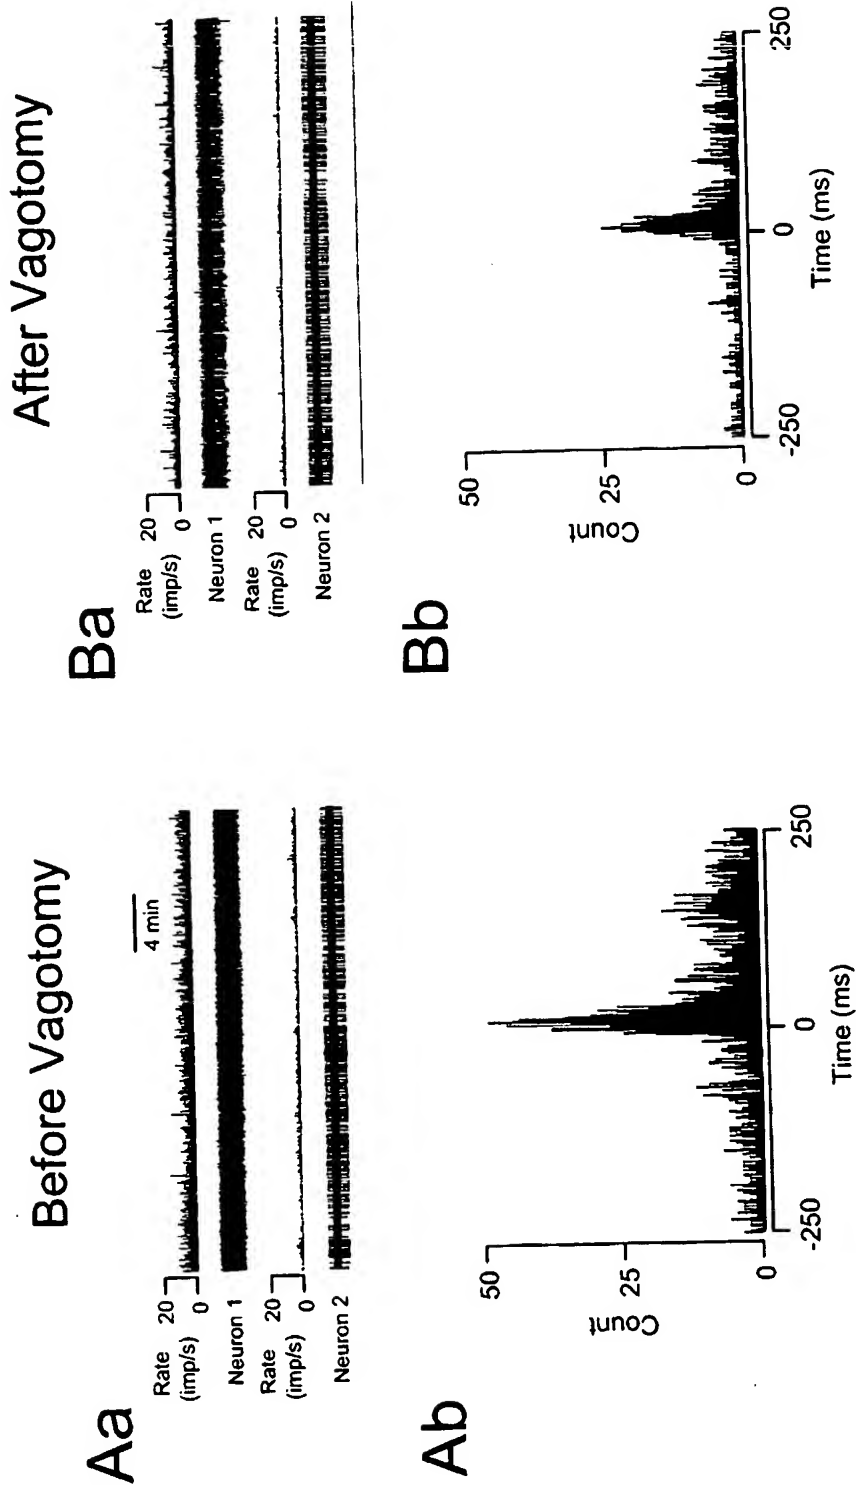 Before Vagotomy
After Vagotomy
Aa
4 min
Rate
(imp/s)
20
0
Neuron 1
Rate
(imp/s)
20
0
Neuron 2
Ba
Rate
(imp/s)
20
0
Neuron 1
Rate
(imp/s)
20
0
Neuron 2
Ab
Count
50
25
0
-250
0
250
Time (ms)
Bb
Count
50
25
0
-250
0
250
Time (ms)